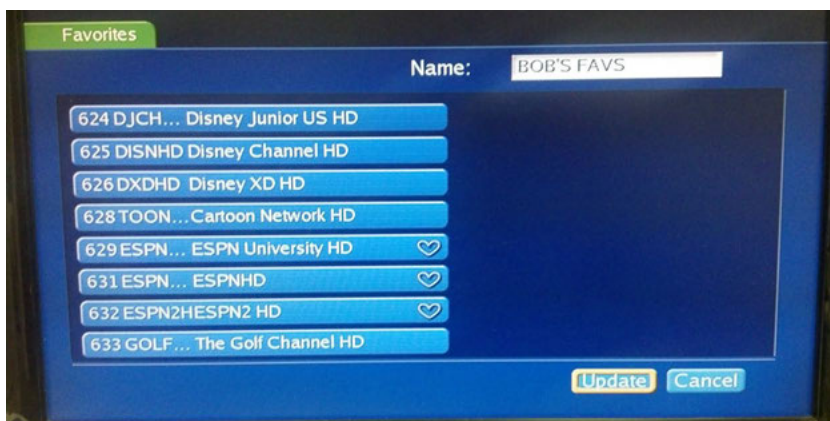 Favorites
Name: BOB'S FAVS
624 DJCH... Disney Junior US HD
625 DISNHD Disney Channel HD
626 DXDHD Disney XD HD
628 TOON...Cartoon Network HD
629 ESPN... ESPN University HD
631 ESPN... ESPNHD
632 ESPN2HESPN2 HD
633 GOLF... The Golf Channel HD
Update Cancel